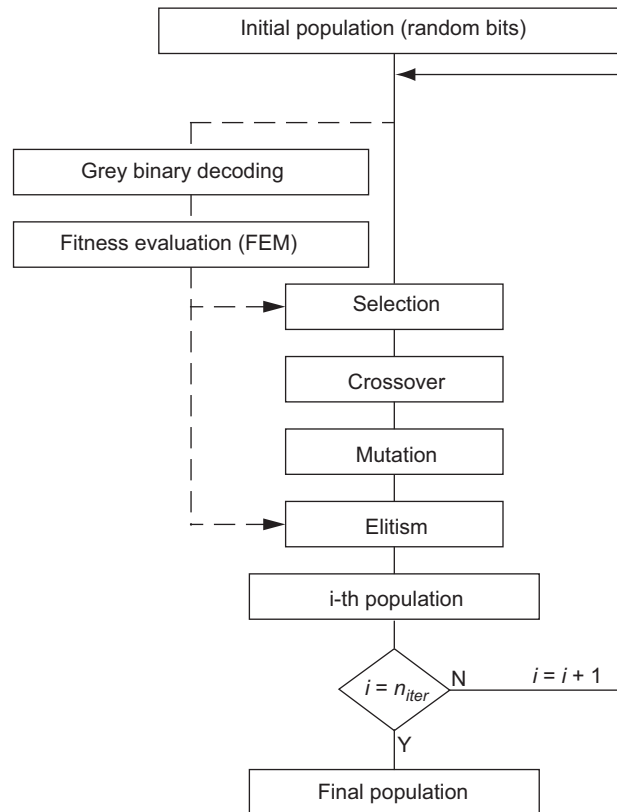 Initial population (random bits)
Grey binary decoding
Fitness evaluation (FEM)
Selection
Crossover
Mutation
Elitism
i-th population
i = n_iter
N
i = i + 1
Y
Final population